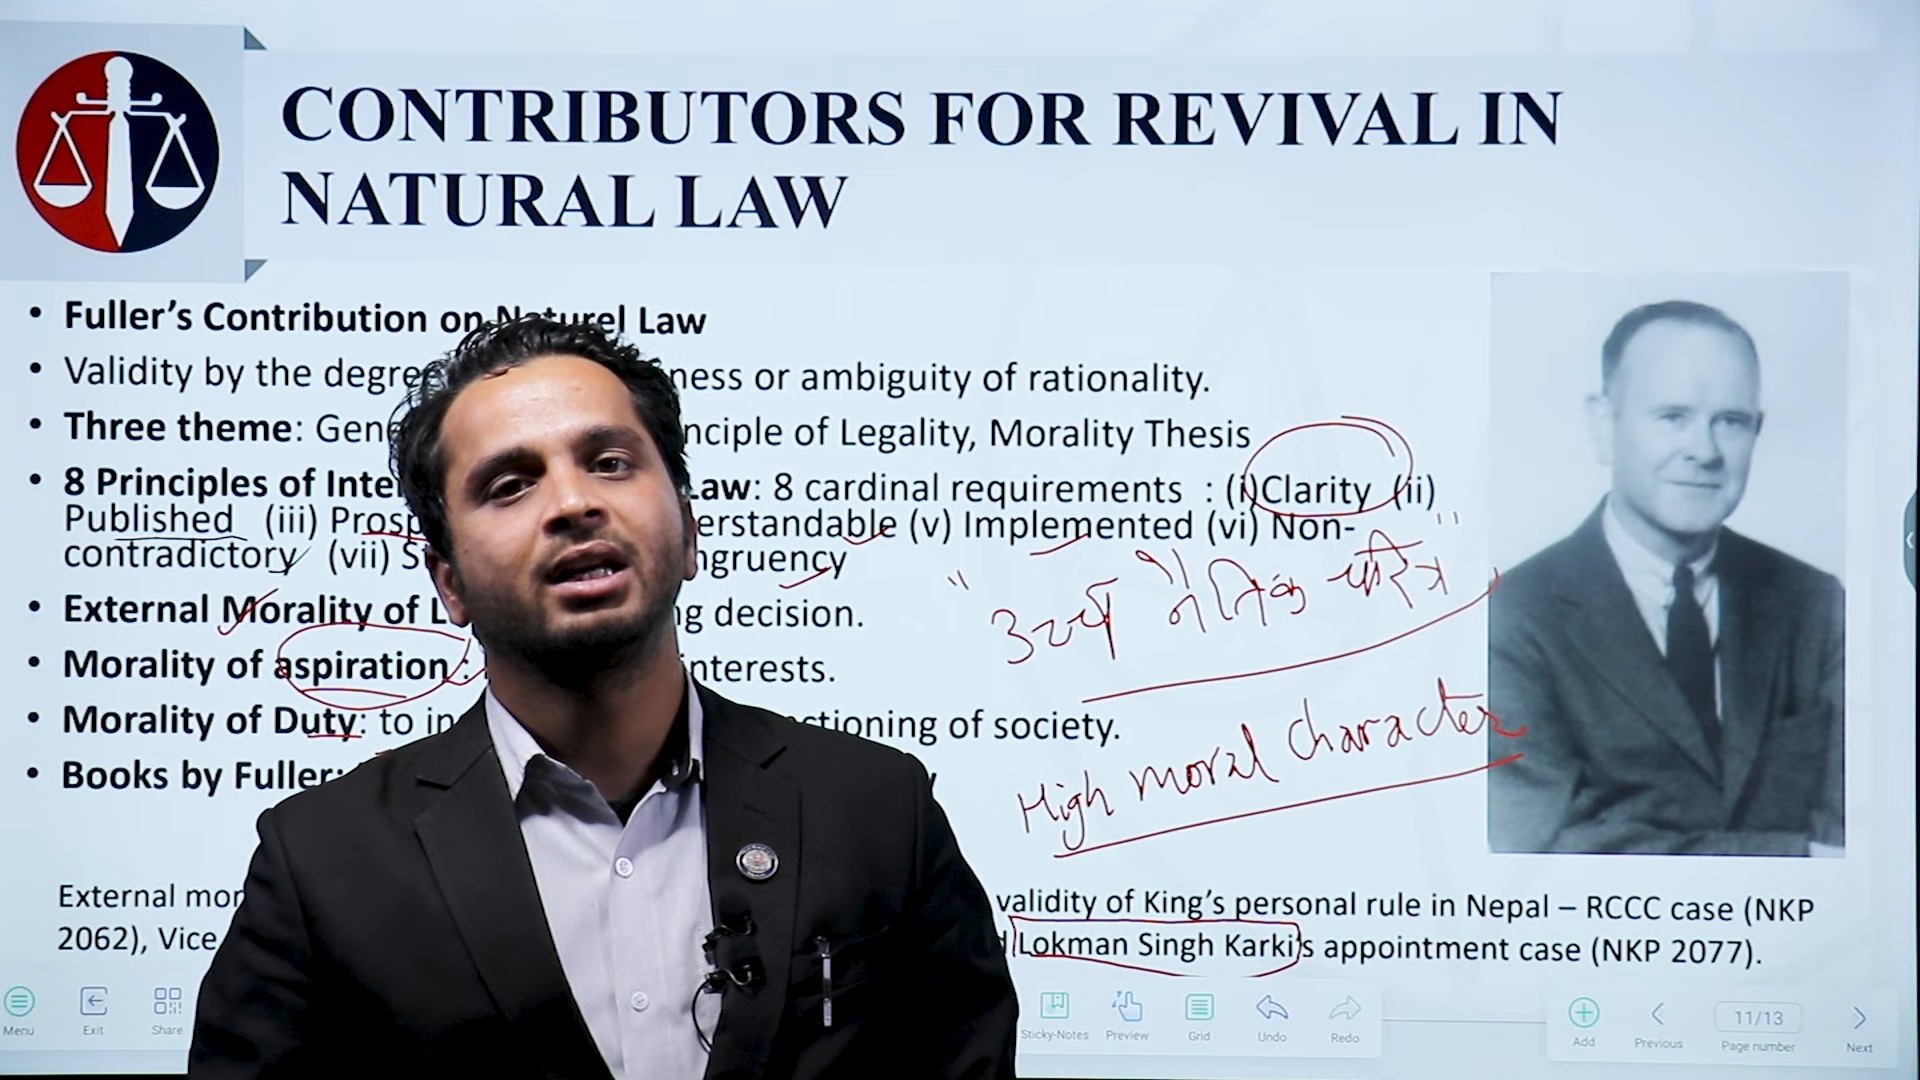 CONTRIBUTORS FOR REVIVAL IN
NATURAL LAW
• Fuller's Contribution on Naturel Law
• Validity by the degre ness or ambiguity of rationality.
• Three theme: Gene nciple of Legality, Morality Thesis
• 8 Principles of Inte Law: 8 cardinal requirements : (i)Clarity (ii)
Published (iii) Prosp erstandable (v) Implemented (vi) Non-
contradictory (vii) S ngruency
• External Morality of L ng decision.
• Morality of aspiration : interests.
• Morality of Duty: to in ctioning of society.
• Books by Fuller:
"उच्च नैतिक चरित्र"
High moral character
External mor validity of King's personal rule in Nepal – RCCC case (NKP
2062), Vice Lokman Singh Karki's appointment case (NKP 2077).
Menu
Exit
Share
Sticky-Notes
Preview
Grid
Undo
Redo
Add
Previous
11/13
Page number
Next